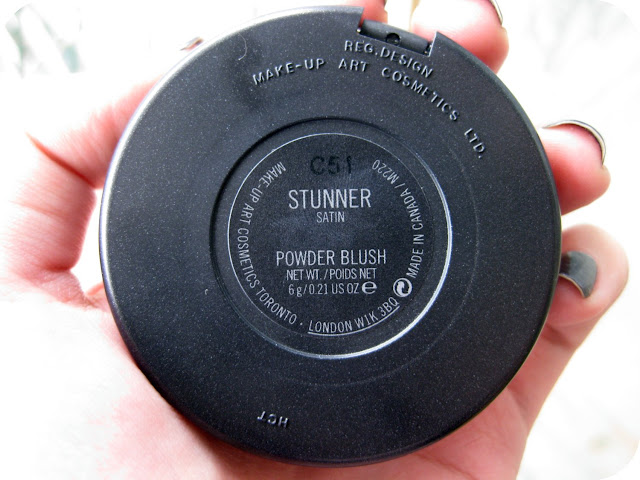 REG. DESIGN
MAKE-UP ART COSMETICS LTD.
C51
STUNNER
SATIN
POWDER BLUSH
NET WT. / POIDS NET
6 g / 0.21 US OZ ℮
MAKE-UP ART COSMETICS TORONTO · LONDON W1K 3BQ
MADE IN CANADA / M220
HCT